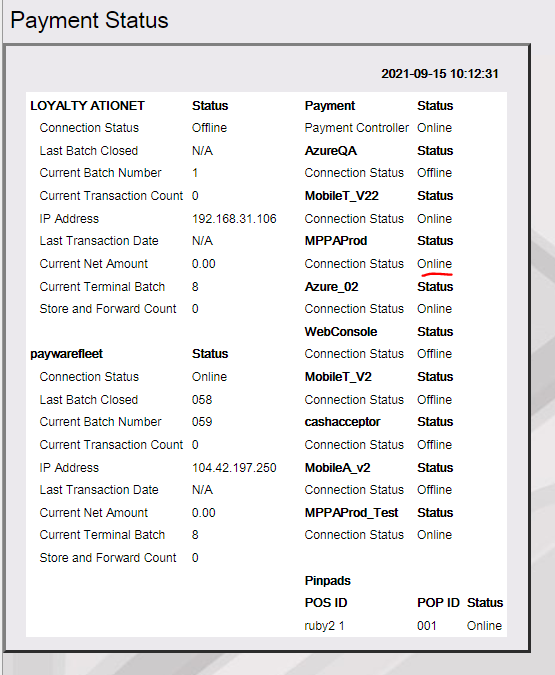 Payment Status
2021-09-15 10:12:31
LOYALTY ATIONET Status
Connection Status Offline
Last Batch Closed N/A
Current Batch Number 1
Current Transaction Count 0
IP Address 192.168.31.106
Last Transaction Date N/A
Current Net Amount 0.00
Current Terminal Batch 8
Store and Forward Count 0
paywarefleet Status
Connection Status Online
Last Batch Closed 058
Current Batch Number 059
Current Transaction Count 0
IP Address 104.42.197.250
Last Transaction Date N/A
Current Net Amount 0.00
Current Terminal Batch 8
Store and Forward Count 0
Payment Status
Payment Controller Online
AzureQA Status
Connection Status Offline
MobileT_V22 Status
Connection Status Online
MPPAProd Status
Connection Status Online
Azure_02 Status
Connection Status Online
WebConsole Status
Connection Status Offline
MobileT_V2 Status
Connection Status Offline
cashacceptor Status
Connection Status Offline
MobileA_v2 Status
Connection Status Offline
MPPAProd_Test Status
Connection Status Online
Pinpads
POS ID POP ID Status
ruby2 1 001 Online